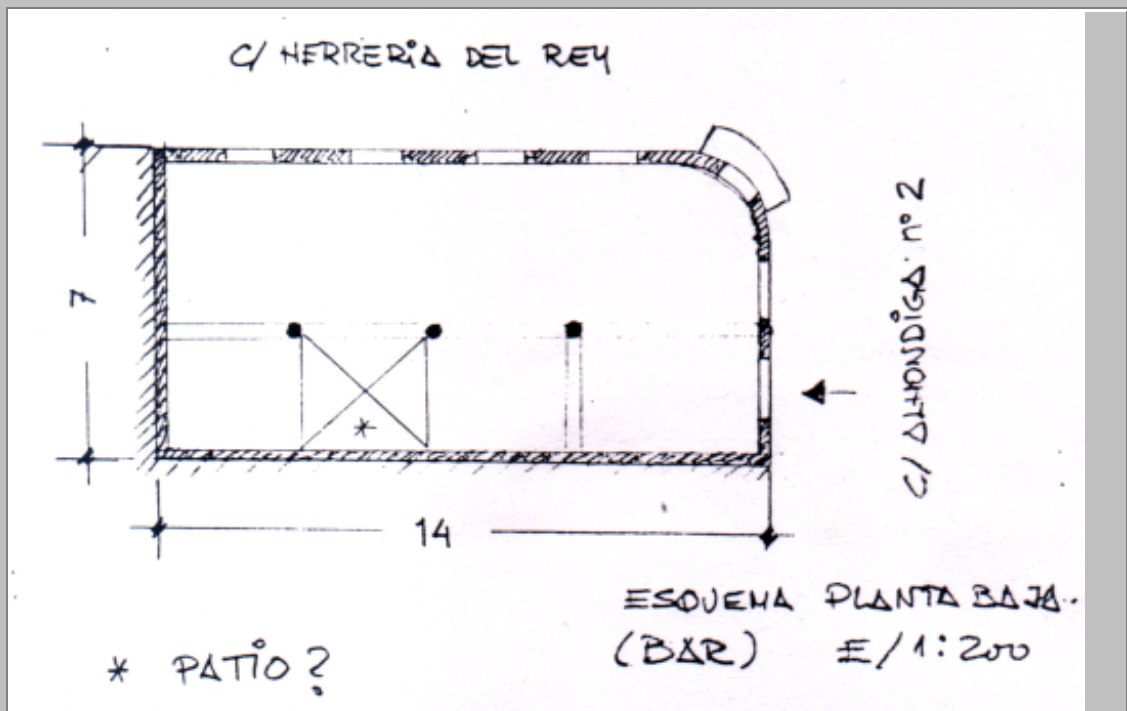 C/ HERRERiA DEL REY
7
C/ ALHONDiGA nº 2
*
14
ESQUEMA PLANTA BAJA.
(BAR) E/1:200
* PATiO?